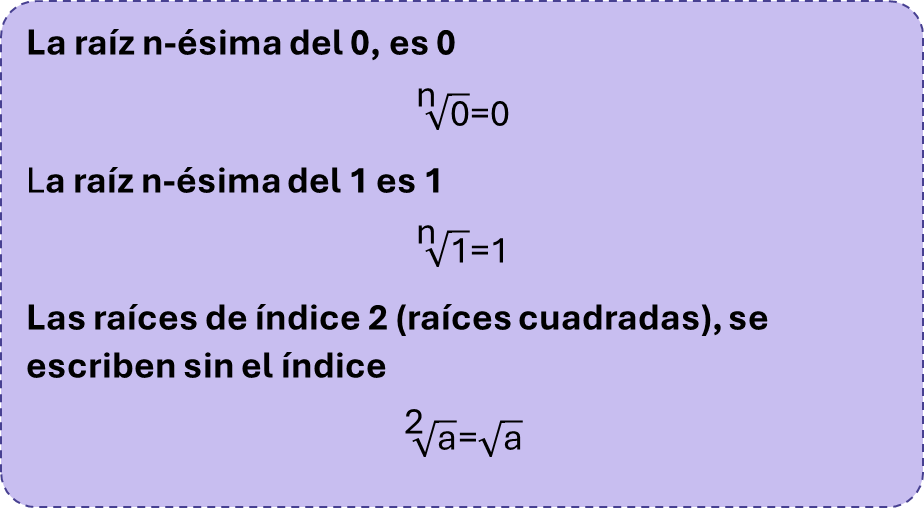 La raíz n-ésima del 0, es 0
ⁿ√0=0
La raíz n-ésima del 1 es 1
ⁿ√1=1
Las raíces de índice 2 (raíces cuadradas), se
escriben sin el índice
²√a=√a